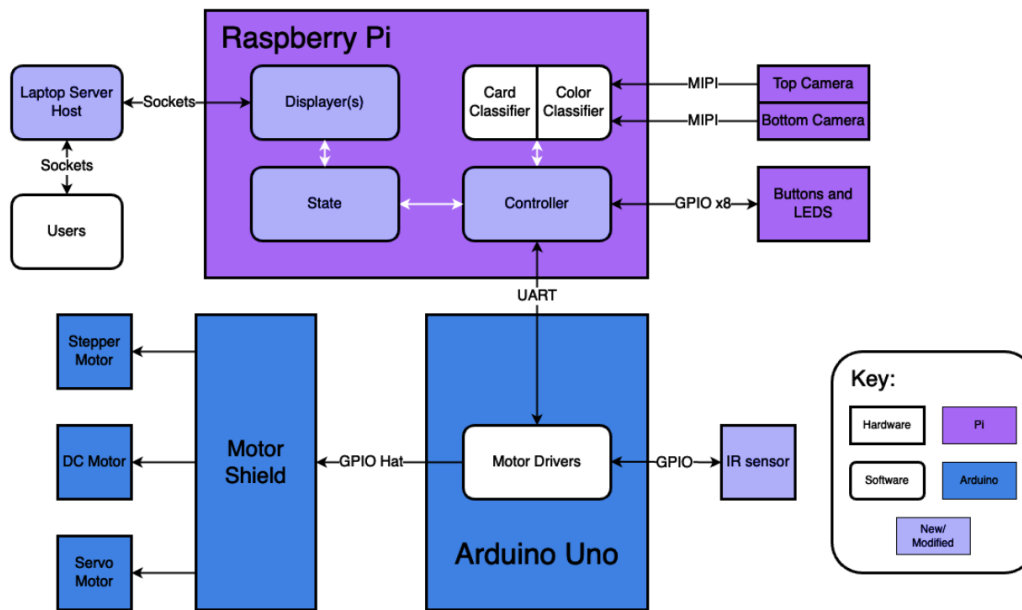 Raspberry Pi
Laptop Server
Host
Sockets
Displayer(s)
Card
Classifier
Color
Classifier
MIPI
Top Camera
MIPI
Bottom Camera
Sockets
Users
State
Controller
GPIO x8
Buttons and
LEDS
UART
Stepper
Motor
DC Motor
Servo
Motor
Motor
Shield
GPIO Hat
Motor Drivers
GPIO
IR sensor
Arduino Uno
Key:
Hardware
Pi
Software
Arduino
New/
Modified